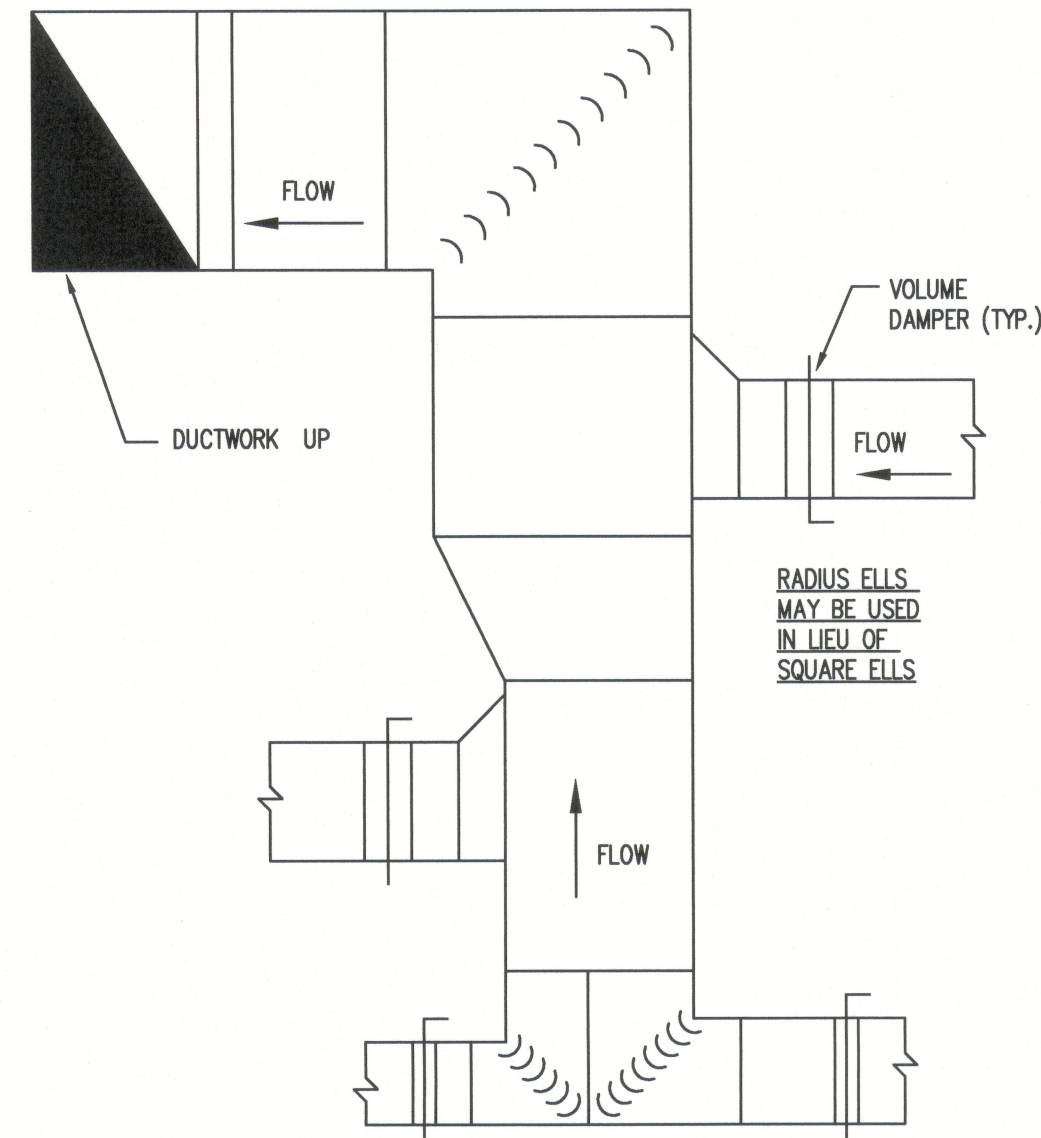 FLOW
VOLUME
DAMPER (TYP.)
DUCTWORK UP
FLOW
RADIUS ELLS
MAY BE USED
IN LIEU OF
SQUARE ELLS
FLOW